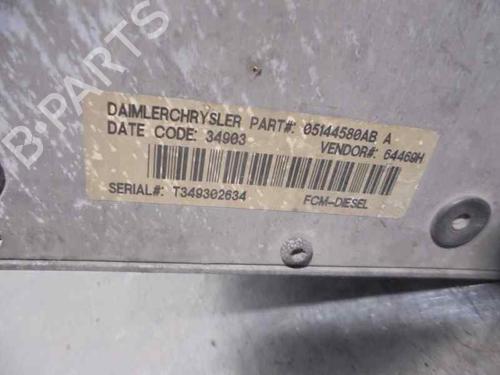 DAIMLERCHRYSLER PART#: 05144580AB A
DATE CODE: 34903 VENDOR#: 64469H
SERIAL#: T349302634 FCM-DIESEL
B-PARTS